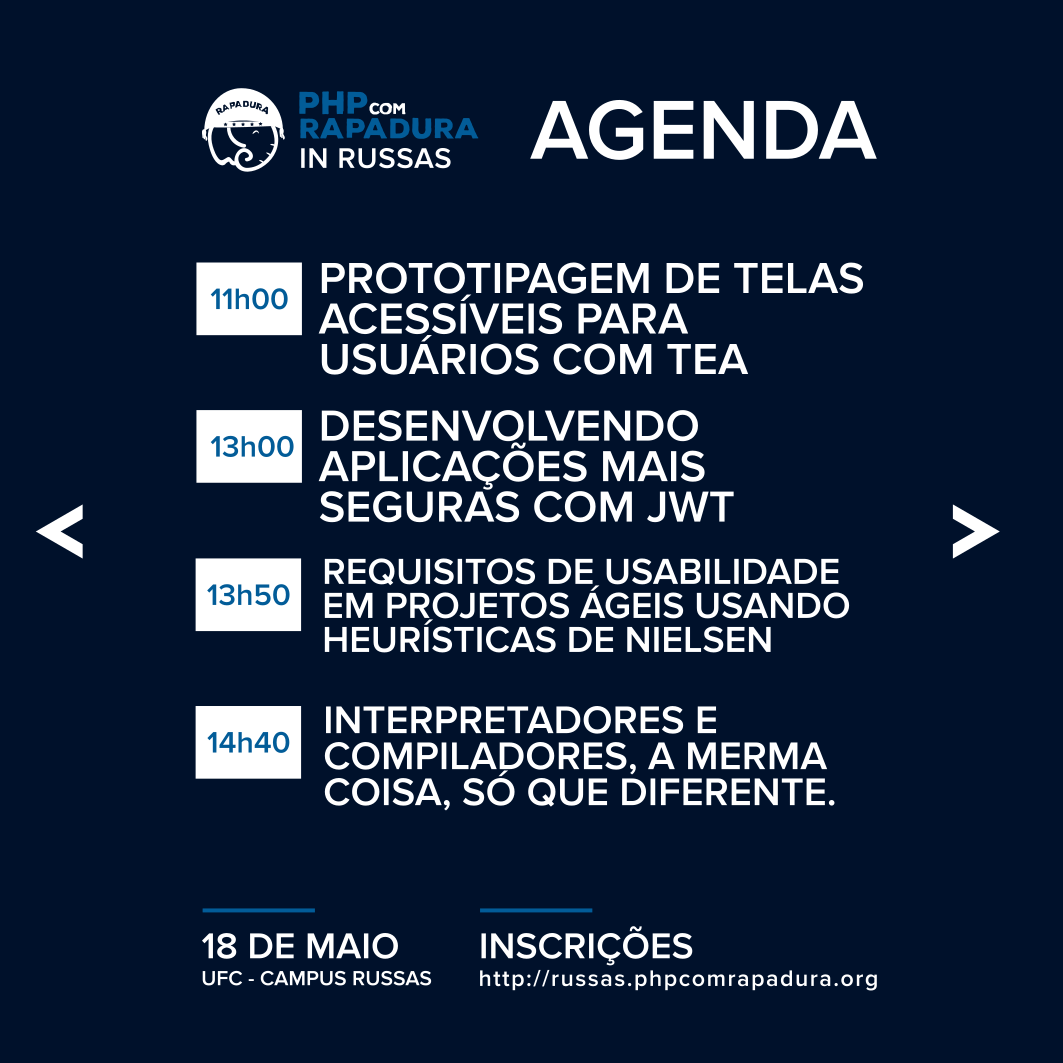 RAPADURA
PHP COM
RAPADURA
IN RUSSAS
AGENDA
11h00
PROTOTIPAGEM DE TELAS
ACESSÍVEIS PARA
USUÁRIOS COM TEA
13h00
DESENVOLVENDO
APLICAÇÕES MAIS
SEGURAS COM JWT
<
>
13h50
REQUISITOS DE USABILIDADE
EM PROJETOS ÁGEIS USANDO
HEURÍSTICAS DE NIELSEN
14h40
INTERPRETADORES E
COMPILADORES, A MERMA
COISA, SÓ QUE DIFERENTE.
18 DE MAIO
UFC - CAMPUS RUSSAS
INSCRIÇÕES
http://russas.phpcomrapadura.org